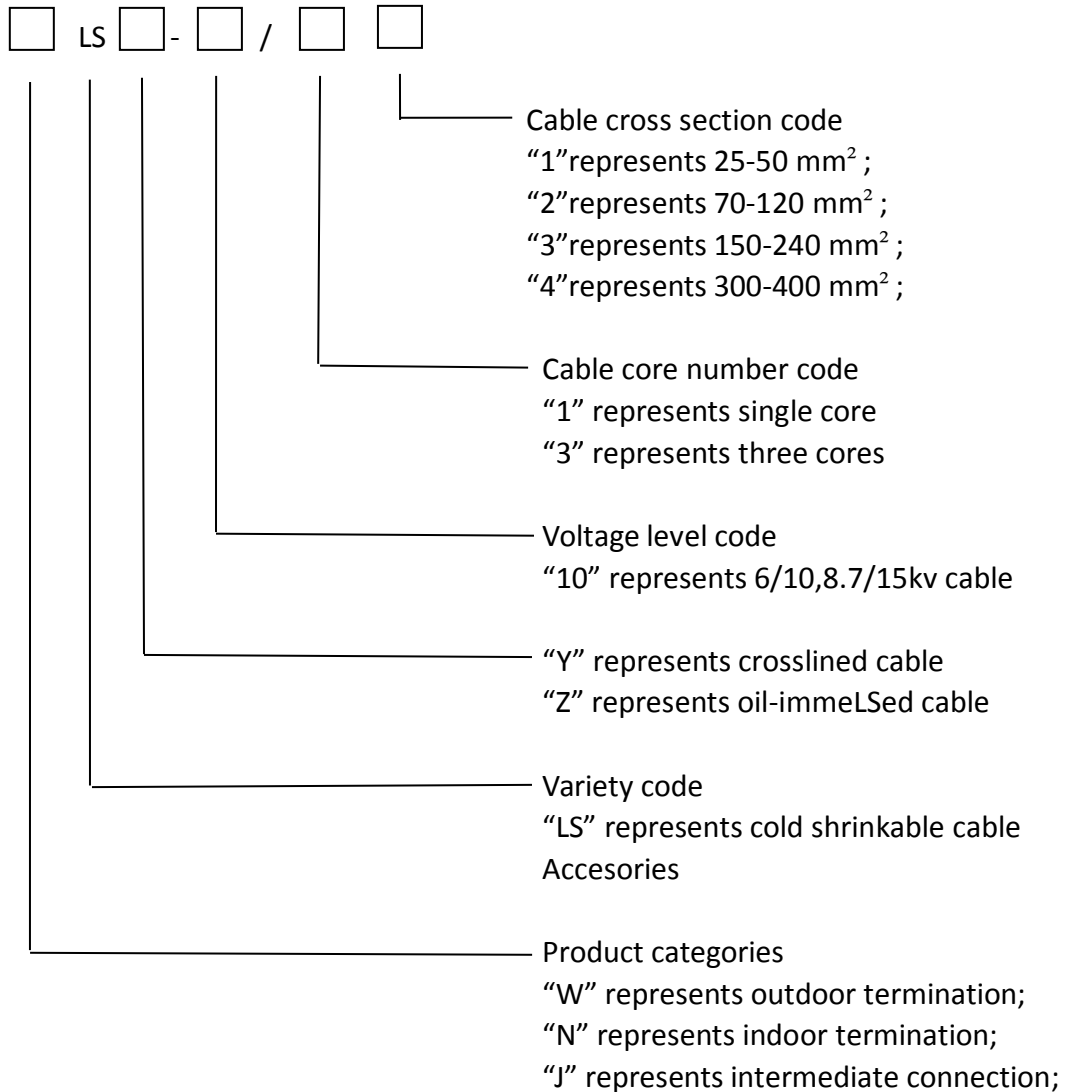 LS - /
Cable cross section code
“1”represents 25-50 mm² ;
“2”represents 70-120 mm² ;
“3”represents 150-240 mm² ;
“4”represents 300-400 mm² ;
Cable core number code
“1” represents single core
“3” represents three cores
Voltage level code
“10” represents 6/10,8.7/15kv cable
“Y” represents crosslined cable
“Z” represents oil-immeLSed cable
Variety code
“LS” represents cold shrinkable cable
Accesories
Product categories
“W” represents outdoor termination;
“N” represents indoor termination;
“J” represents intermediate connection;